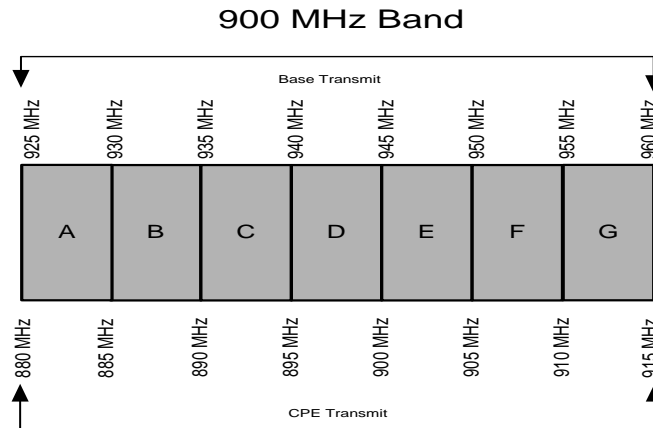 900 MHz Band
Base Transmit
925 MHz
930 MHz
935 MHz
940 MHz
945 MHz
950 MHz
955 MHz
960 MHz
A
B
C
D
E
F
G
880 MHz
885 MHz
890 MHz
895 MHz
900 MHz
905 MHz
910 MHz
915 MHz
CPE Transmit